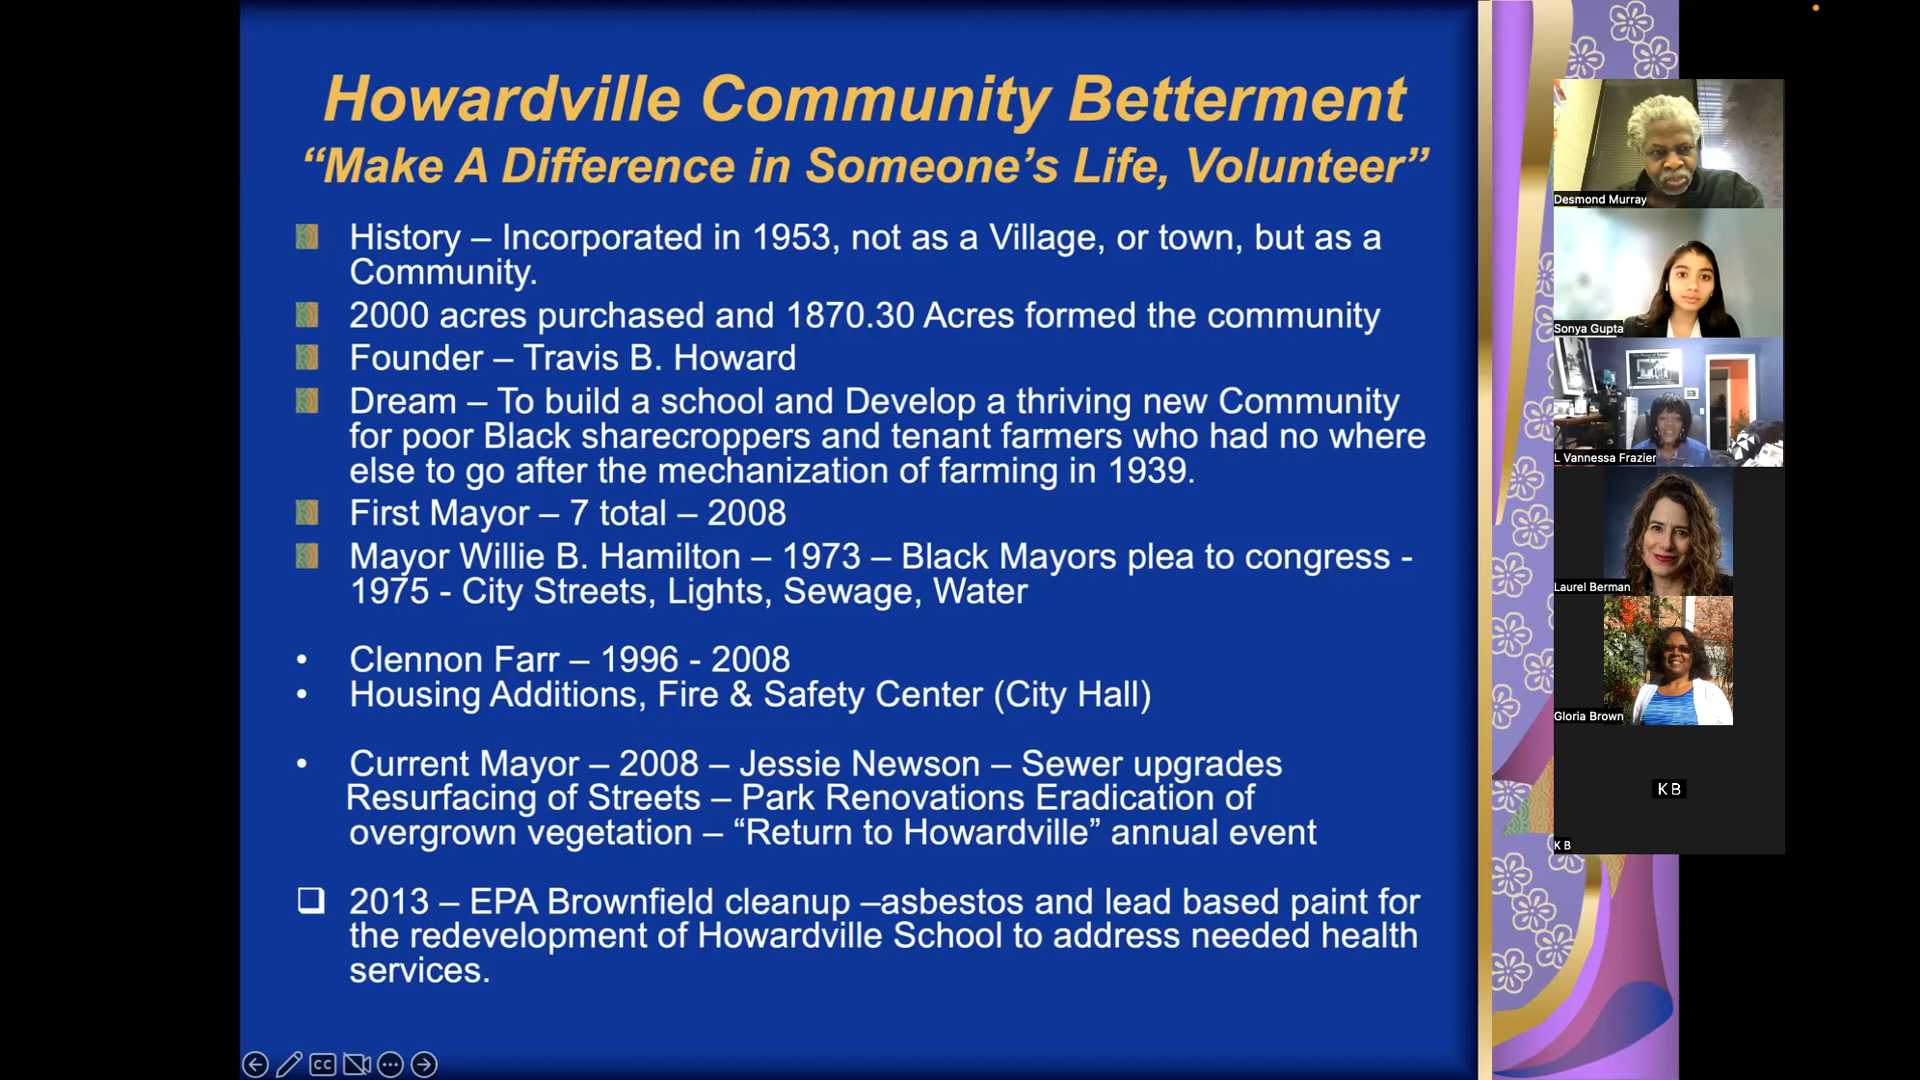 Howardville Community Betterment
“Make A Difference in Someone’s Life, Volunteer”
History – Incorporated in 1953, not as a Village, or town, but as a
Community.
2000 acres purchased and 1870.30 Acres formed the community
Founder – Travis B. Howard
Dream – To build a school and Develop a thriving new Community
for poor Black sharecroppers and tenant farmers who had no where
else to go after the mechanization of farming in 1939.
First Mayor – 7 total – 2008
Mayor Willie B. Hamilton – 1973 – Black Mayors plea to congress -
1975 - City Streets, Lights, Sewage, Water
• Clennon Farr – 1996 - 2008
• Housing Additions, Fire & Safety Center (City Hall)
• Current Mayor – 2008 – Jessie Newson – Sewer upgrades
Resurfacing of Streets – Park Renovations Eradication of
overgrown vegetation – “Return to Howardville” annual event
❑ 2013 – EPA Brownfield cleanup –asbestos and lead based paint for
the redevelopment of Howardville School to address needed health
services.
CC
Desmond Murray
Sonya Gupta
L Vannessa Frazier
Laurel Berman
Gloria Brown
K B
K B